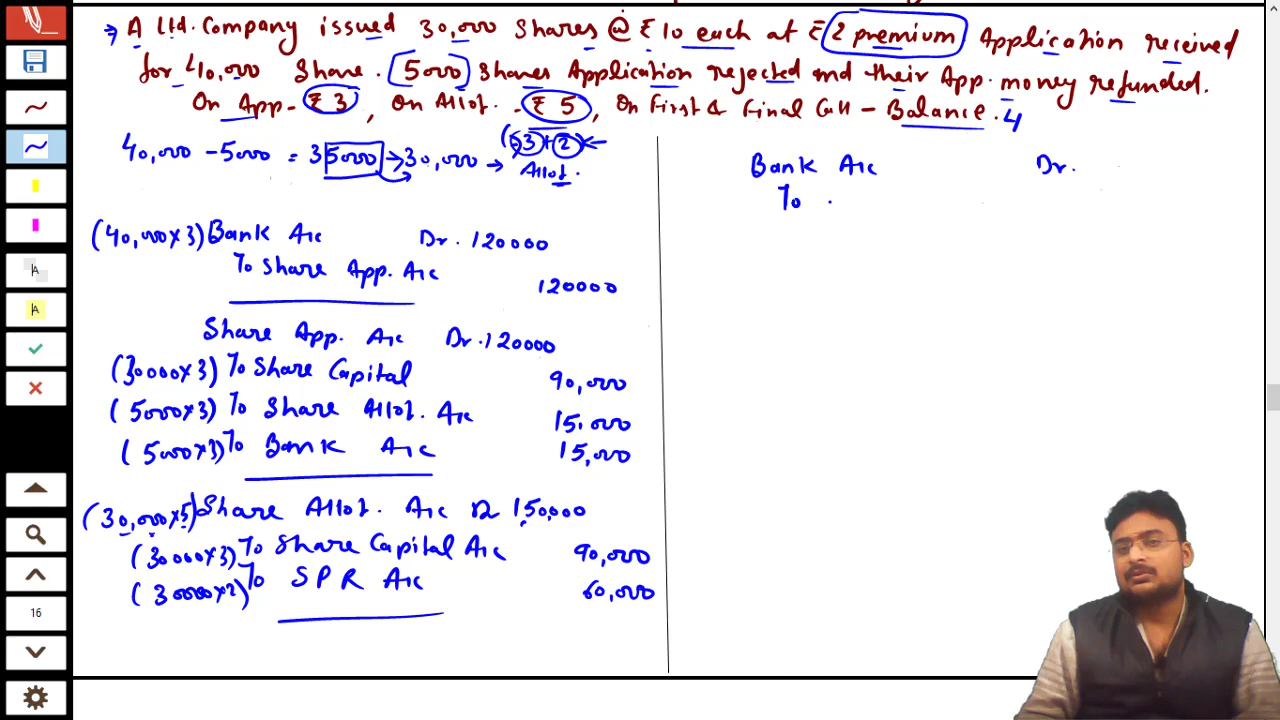 → A Ltd. Company issued 30,000 Shares @ ₹ 10 each at ₹ 2 premium Application received
for 40,000 Share. 5000 Shares Application rejected and their App. money refunded.
On App - ₹ 3, On Allot. - ₹ 5, On First & Final Call - Balance. 4
40,000 - 5000 = 35000 → 30,000 → (3 + 2) ←
Allot.
(40,000×3) Bank A/c Dr. 120000
To Share App. A/c 120000
Share App. A/c Dr. 120000
(30000×3) To Share Capital 90,000
(5000×3) To Share Allot. A/c 15,000
(5000×3) To Bank A/c 15,000
(30,000×5) Share Allot. A/c Dr 150,000
(30000×3) To Share Capital A/c 90,000
(30000×2) To SPR A/c 60,000
Bank A/c Dr.
To
A
A
16